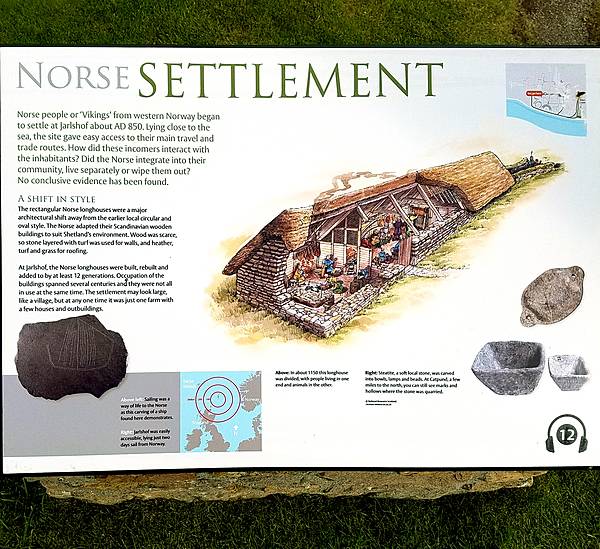 NORSE SETTLEMENT
Norse people or 'Vikings' from western Norway began
to settle at Jarlshof about AD 850. Lying close to the
sea, the site gave easy access to their main travel and
trade routes. How did these incomers interact with
the inhabitants? Did the Norse integrate into their
community, live separately or wipe them out?
No conclusive evidence has been found.
A SHIFT IN STYLE
The rectangular Norse longhouses were a major
architectural shift away from the earlier local circular and
oval style. The Norse adapted their Scandinavian wooden
buildings to suit Shetland's environment. Wood was scarce,
so stone layered with turf was used for walls, and heather,
turf and grass for roofing.
At Jarlshof, the Norse longhouses were built, rebuilt and
added to by at least 12 generations. Occupation of the
buildings spanned several centuries and they were not all
in use at the same time. The settlement may look large,
like a village, but at any one time it was just one farm with
a few houses and outbuildings.
Above left: Sailing was a
way of life to the Norse
as this carving of a ship
found here demonstrates.
Right: Jarlshof was easily
accessible, lying just two
days sail from Norway.
Above: In about 1150 this longhouse
was divided, with people living in one
end and animals in the other.
Right: Steatite, a soft local stone, was carved
into bowls, lamps and beads. At Catpund, a few
miles to the north, you can still see marks and
hollows where the stone was quarried.
12